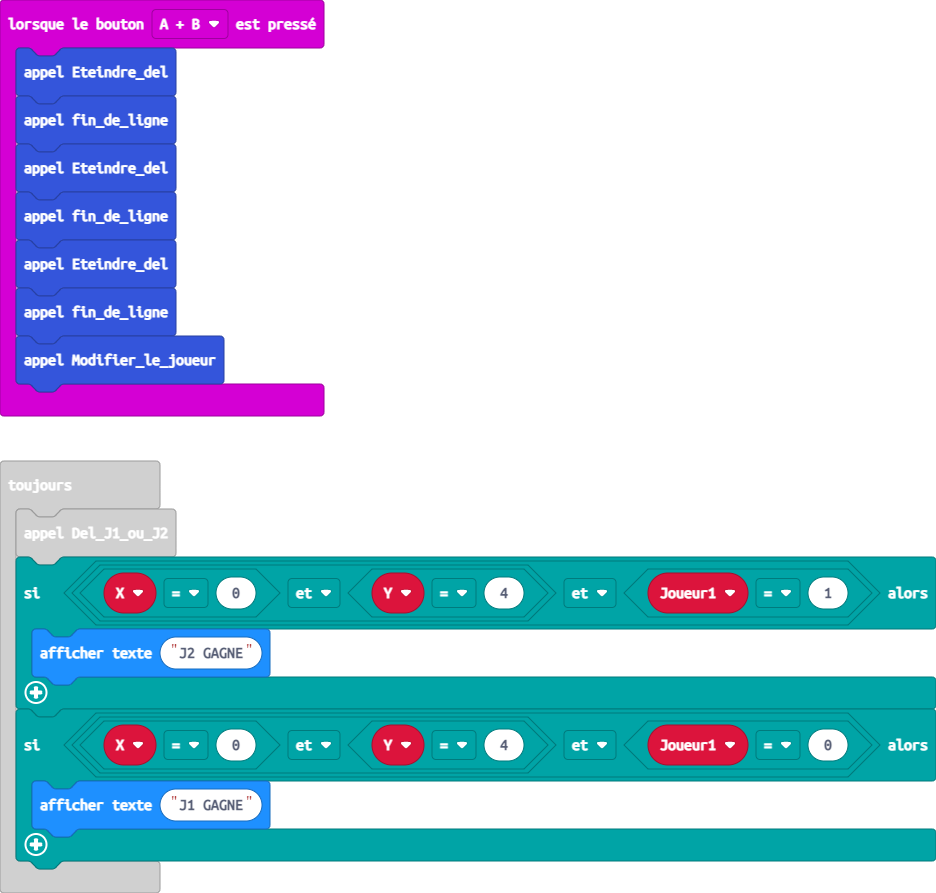 lorsque le bouton A + B est pressé
appel Eteindre_del
appel fin_de_ligne
appel Eteindre_del
appel fin_de_ligne
appel Eteindre_del
appel fin_de_ligne
appel Modifier_le_joueur
toujours
appel Del_J1_ou_J2
si X = 0 et Y = 4 et Joueur1 = 1 alors
afficher texte "J2 GAGNE"
si X = 0 et Y = 4 et Joueur1 = 0 alors
afficher texte "J1 GAGNE"